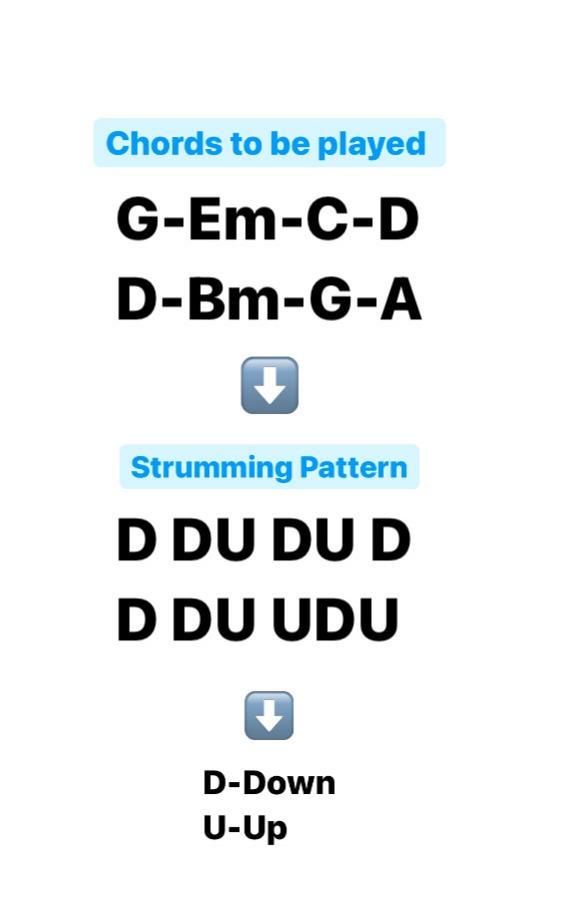 Chords to be played
G-Em-C-D
D-Bm-G-A
Strumming Pattern
D DU DU D
D DU UDU
D-Down
U-Up